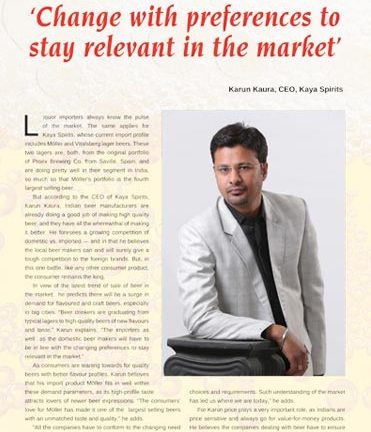 ‘Change with preferences to
stay relevant in the market’
Karun Kaura, CEO, Kaya Spirits
Liquor importers always know the pulse
of the market. The same applies for
Kaya Spirits, whose current import profile
includes Möller and Vitalsberg lager beers. These
two lagers are, both, from the original portfolio
of Phoex Brewing Co. from Savile, Spain, and
are doing pretty well in their segment in India,
so much so that Möller's portfolio is the fourth
largest selling beer.
But according to the CEO of Kaya Spirits,
Karun Kaura, Indian beer manufacturers are
already doing a good job of making high quality
beer, and they have all the wherewithal of making
it better. He foresees a growing competition of
domestic vs. imported — and in that he believes
the local beer makers can and will surely give a
tough competition to the foreign brands. But, in
this one battle, like any other consumer product,
the consumer remains the king.
In view of the latest trend of sale of beer in
the market, he predicts there will be a surge in
demand for flavoured and craft beers, especially
in big cities. "Beer drinkers are graduating from
typical lagers to high quality beers of new flavours
and taste," Karun explains. "The importers as
well as the domestic beer makers will have to
be in line with the changing preferences to stay
relevant in the market."
As consumers are leaning towards for quality
beers with better flavour profiles, Karun believes
that his import product Möller fits in well within
these demand parameters, as its high-profile taste
attracts lovers of newer beer expressions. "The consumers'
love for Möller has made it one of the largest selling beers
with an unmatched taste and quality," he adds.
"All the companies have to conform to the changing need
choices and requirements. Such understanding of the market
has led us where we are today," he adds.
For Karun price plays a very important role, as Indians are
price sensitive and always go for value-for-money products.
He believes the companies dealing with beer have to ensure